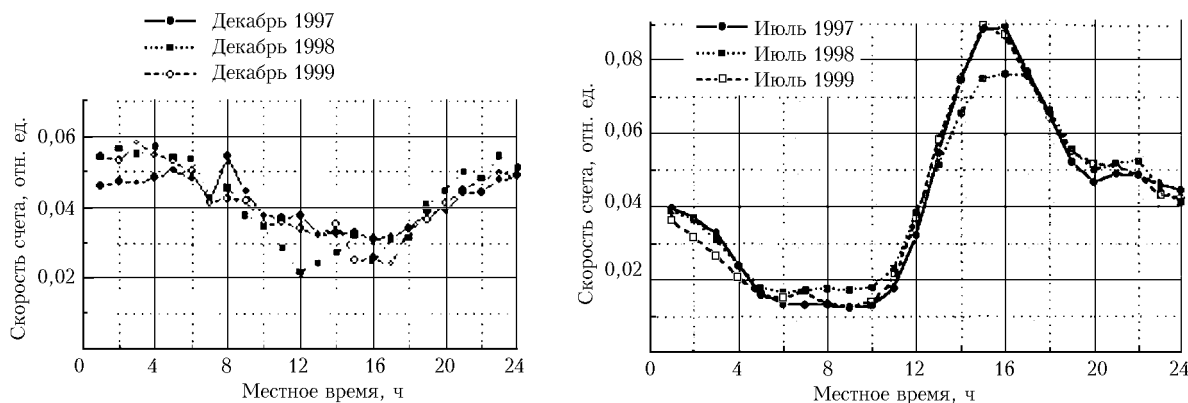 Декабрь 1997
Декабрь 1998
Декабрь 1999
Скорость счета, отн. ед.
0,06
0,04
0,02
0 4 8 12 16 20 24
Местное время, ч
Июль 1997
Июль 1998
Июль 1999
Скорость счета, отн. ед.
0,08
0,06
0,04
0,02
0 4 8 12 16 20 24
Местное время, ч